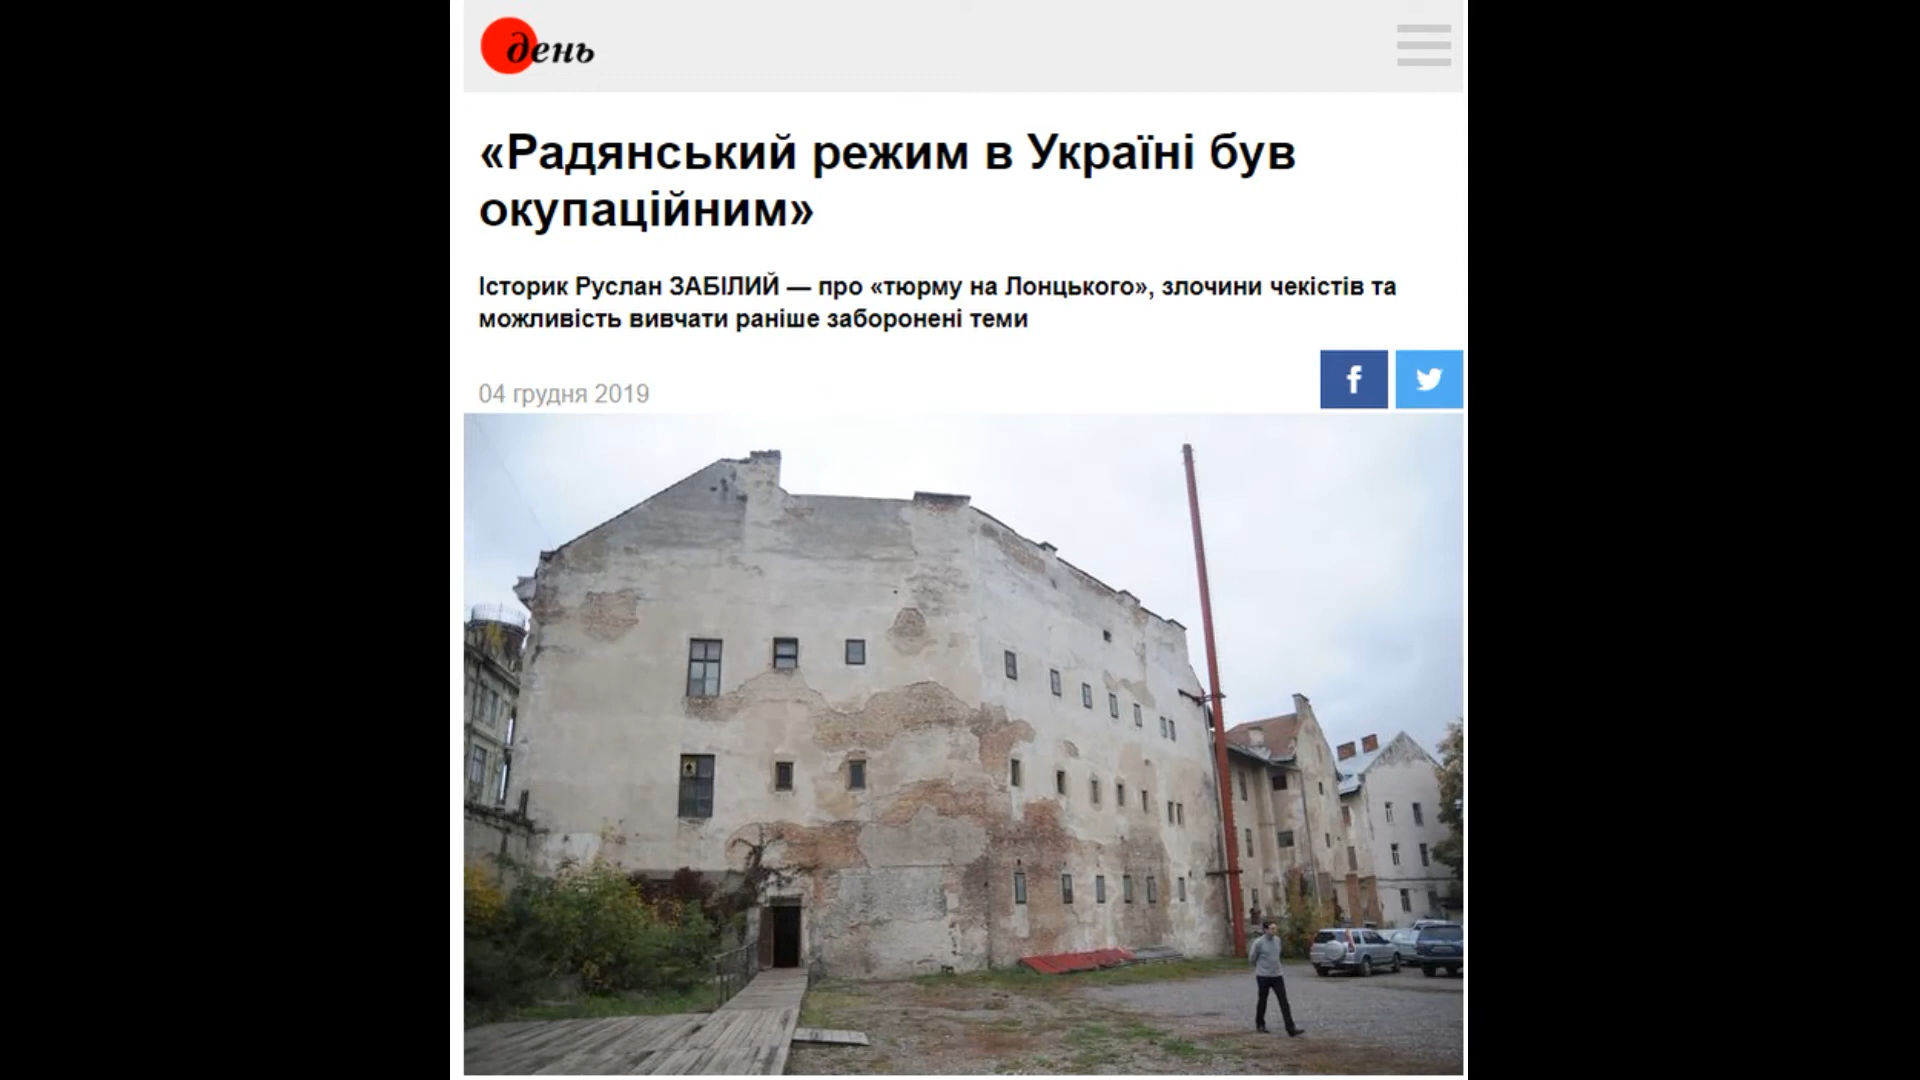 день
«Радянський режим в Україні був
окупаційним»
Історик Руслан ЗАБІЛИЙ — про «тюрму на Лонцького», злочини чекістів та
можливість вивчати раніше заборонені теми
04 грудня 2019